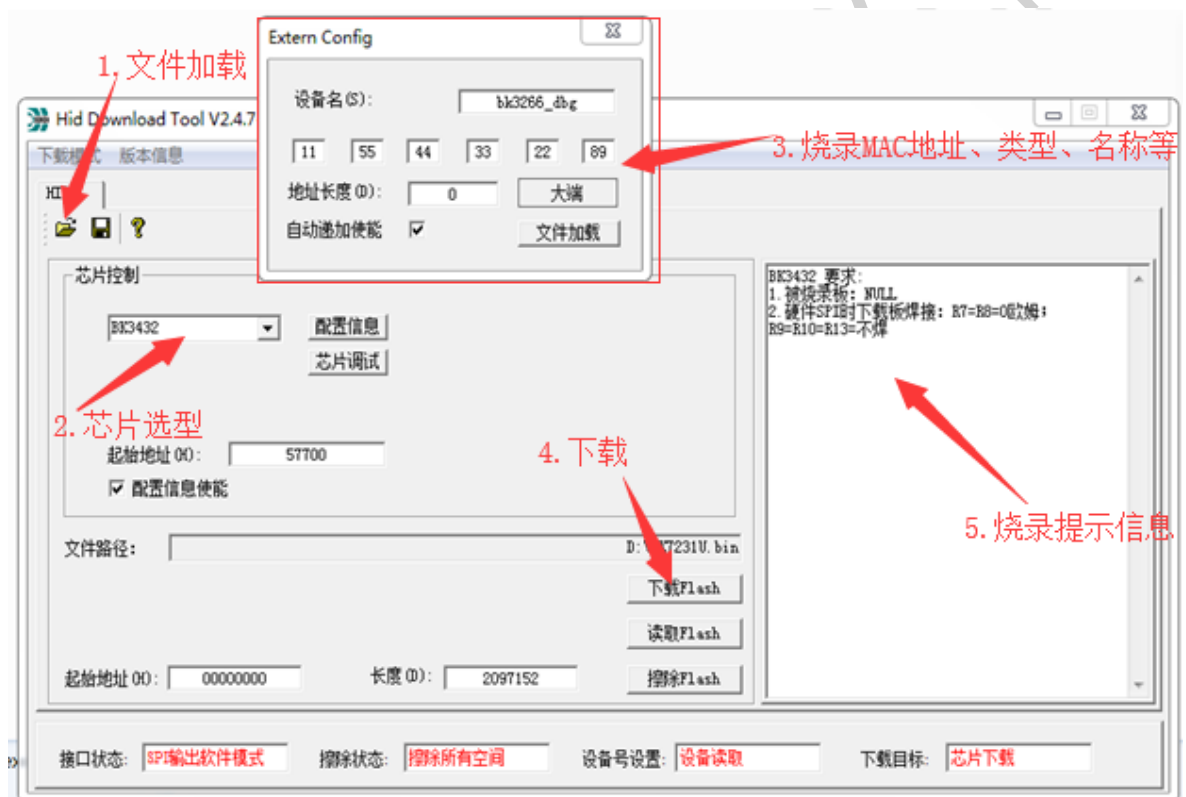 Extern Config
1.文件加载
设备名(S): bk3266_dbg
Hid Download Tool V2.4.7
11 55 44 33 22 89
3.烧录MAC地址、类型、名称等
版本信息
地址长度(D): 0 大端
自动递加使能 文件加载
芯片控制
BK3432 配置信息
芯片调试
2.芯片选型
起始地址(H): 57700
配置信息使能
4.下载
BK3432 要求:
1.被烧录板: NULL
2.硬件SPI时下载板焊接: R7=R8=0欧姆;
R9=R10=R13=不焊
5.烧录提示信息
文件路径:
下载Flash
读取Flash
起始地址(H): 00000000 长度(D): 2097152 擦除Flash
接口状态: SPI输出软件模式 擦除状态: 擦除所有空间 设备号设置: 设备读取 下载目标: 芯片下载